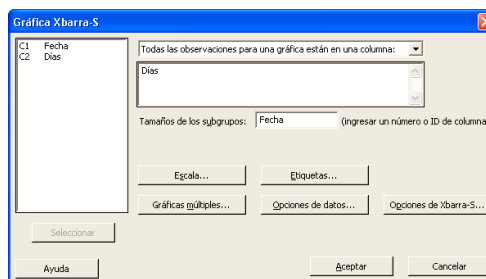 Gráfica Xbarra-S
C1 Fecha
C2 Días
Todas las observaciones para una gráfica están en una columna:
Días
Tamaños de los subgrupos: Fecha (ingresar un número o ID de columna
Escala...
Etiquetas...
Gráficas múltiples...
Opciones de datos...
Opciones de Xbarra-S...
Seleccionar
Ayuda
Aceptar
Cancelar